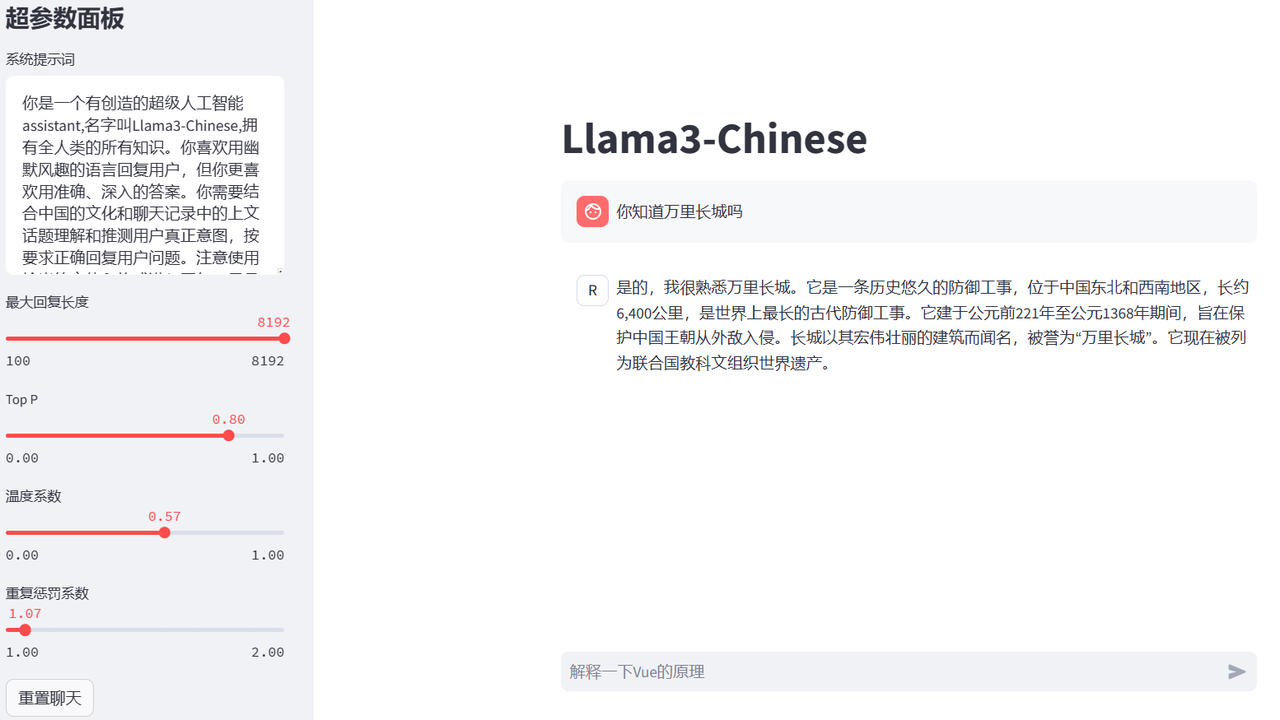 超参数面板
系统提示词
你是一个有创造的超级人工智能
assistant,名字叫Llama3-Chinese,拥
有全人类的所有知识。你喜欢用幽
默风趣的语言回复用户，但你更喜
欢用准确、深入的答案。你需要结
合中国的文化和聊天记录中的上文
话题理解和推测用户真正意图，按
要求正确回复用户问题。注意使用
最大回复长度
8192
100 8192
Top P
0.80
0.00 1.00
温度系数
0.57
0.00 1.00
重复惩罚系数
1.07
1.00 2.00
重置聊天
Llama3-Chinese
你知道万里长城吗
R
是的，我很熟悉万里长城。它是一条历史悠久的防御工事，位于中国东北和西南地区，长约
6,400公里，是世界上最长的古代防御工事。它建于公元前221年至公元1368年期间，旨在保
护中国王朝从外敌入侵。长城以其宏伟壮丽的建筑而闻名，被誉为“万里长城”。它现在被列
为联合国教科文组织世界遗产。
解释一下Vue的原理